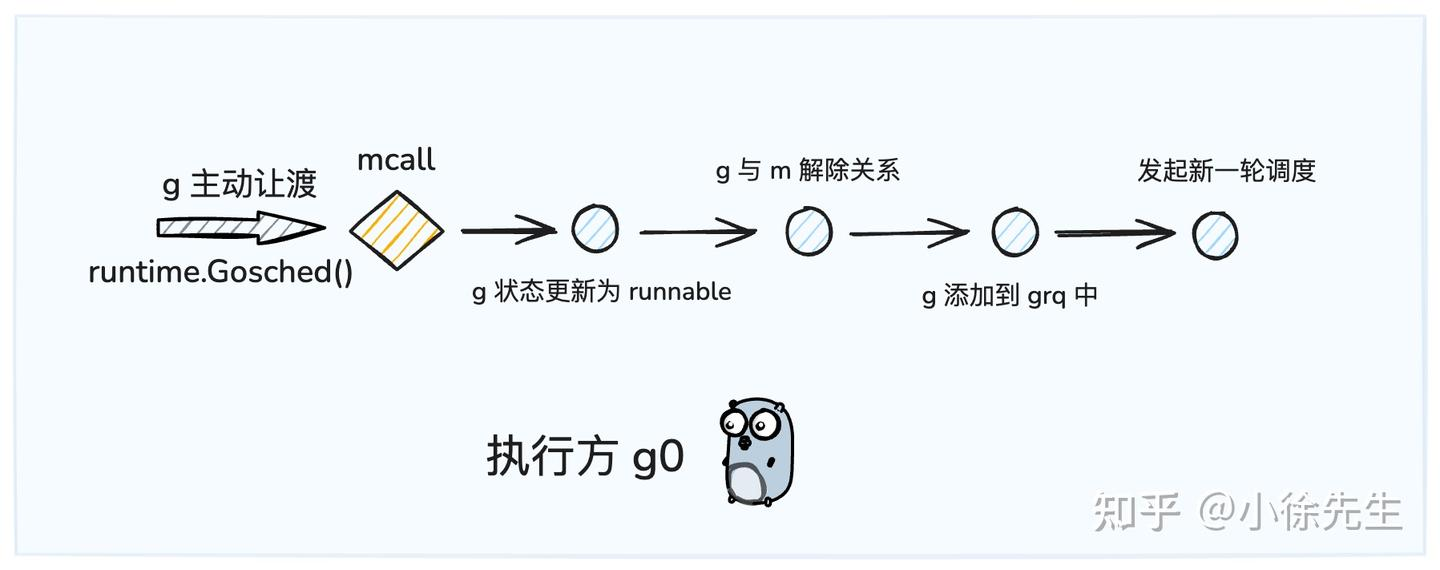 g 主动让渡
runtime.Gosched()
mcall
g 状态更新为 runnable
g 与 m 解除关系
g 添加到 grq 中
发起新一轮调度
执行方 g0
知乎 @小徐先生